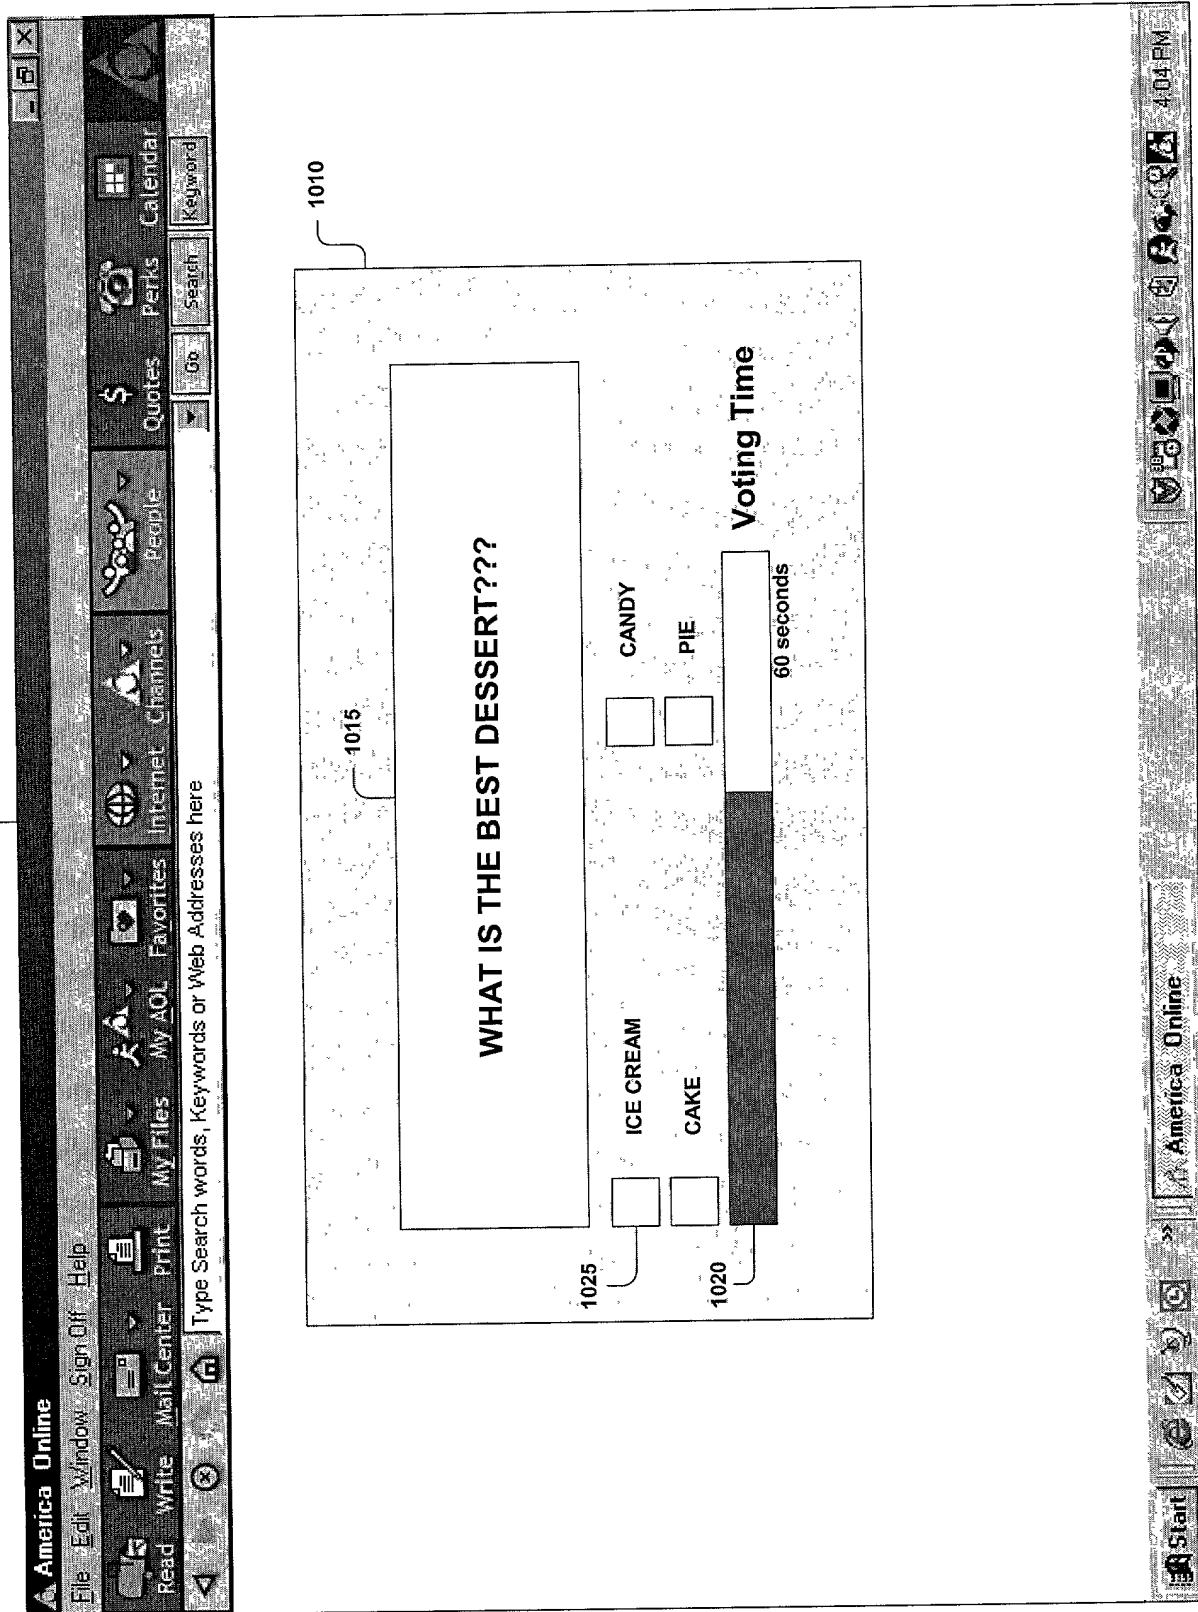 America Online
File Edit Window Sign Off Help
Read Write Mail Center Print My Files My AOL Favorites Internet Channels People Quotes Perks Calendar
Type Search words, Keywords or Web Addresses here Go Search Keyword
1010
1015
WHAT IS THE BEST DESSERT???
1025
ICE CREAM CANDY
CAKE PIE
1020
Voting Time
60 seconds
Start » America Online 4:04 PM